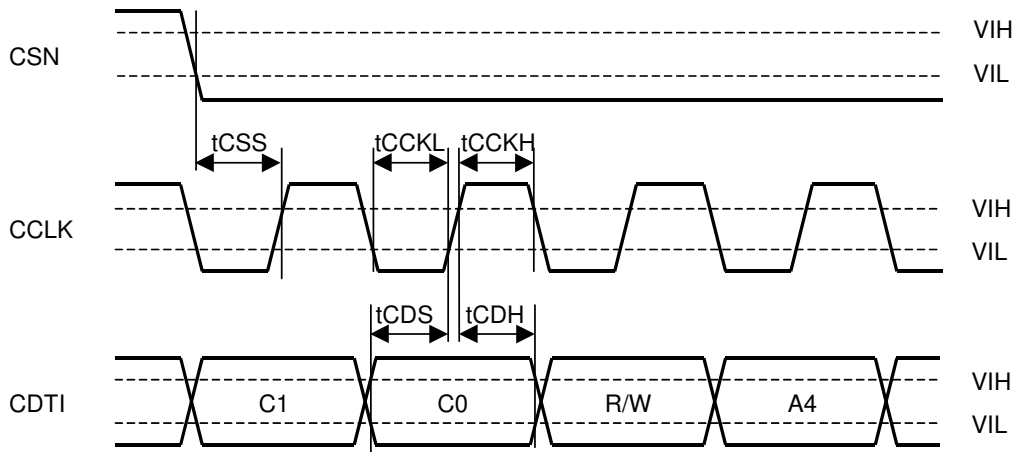 CSN
VIH
VIL
tCSS
tCCKL
tCCKH
CCLK
VIH
VIL
tCDS
tCDH
CDTI
C1
C0
R/W
A4
VIH
VIL